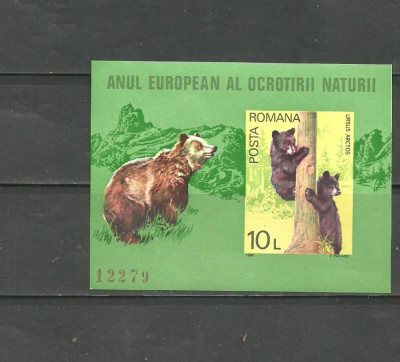 ANUL EUROPEAN AL OCROTIRII NATURII
POSTA
ROMANA
URSUS ARCTOS
10 L
12279